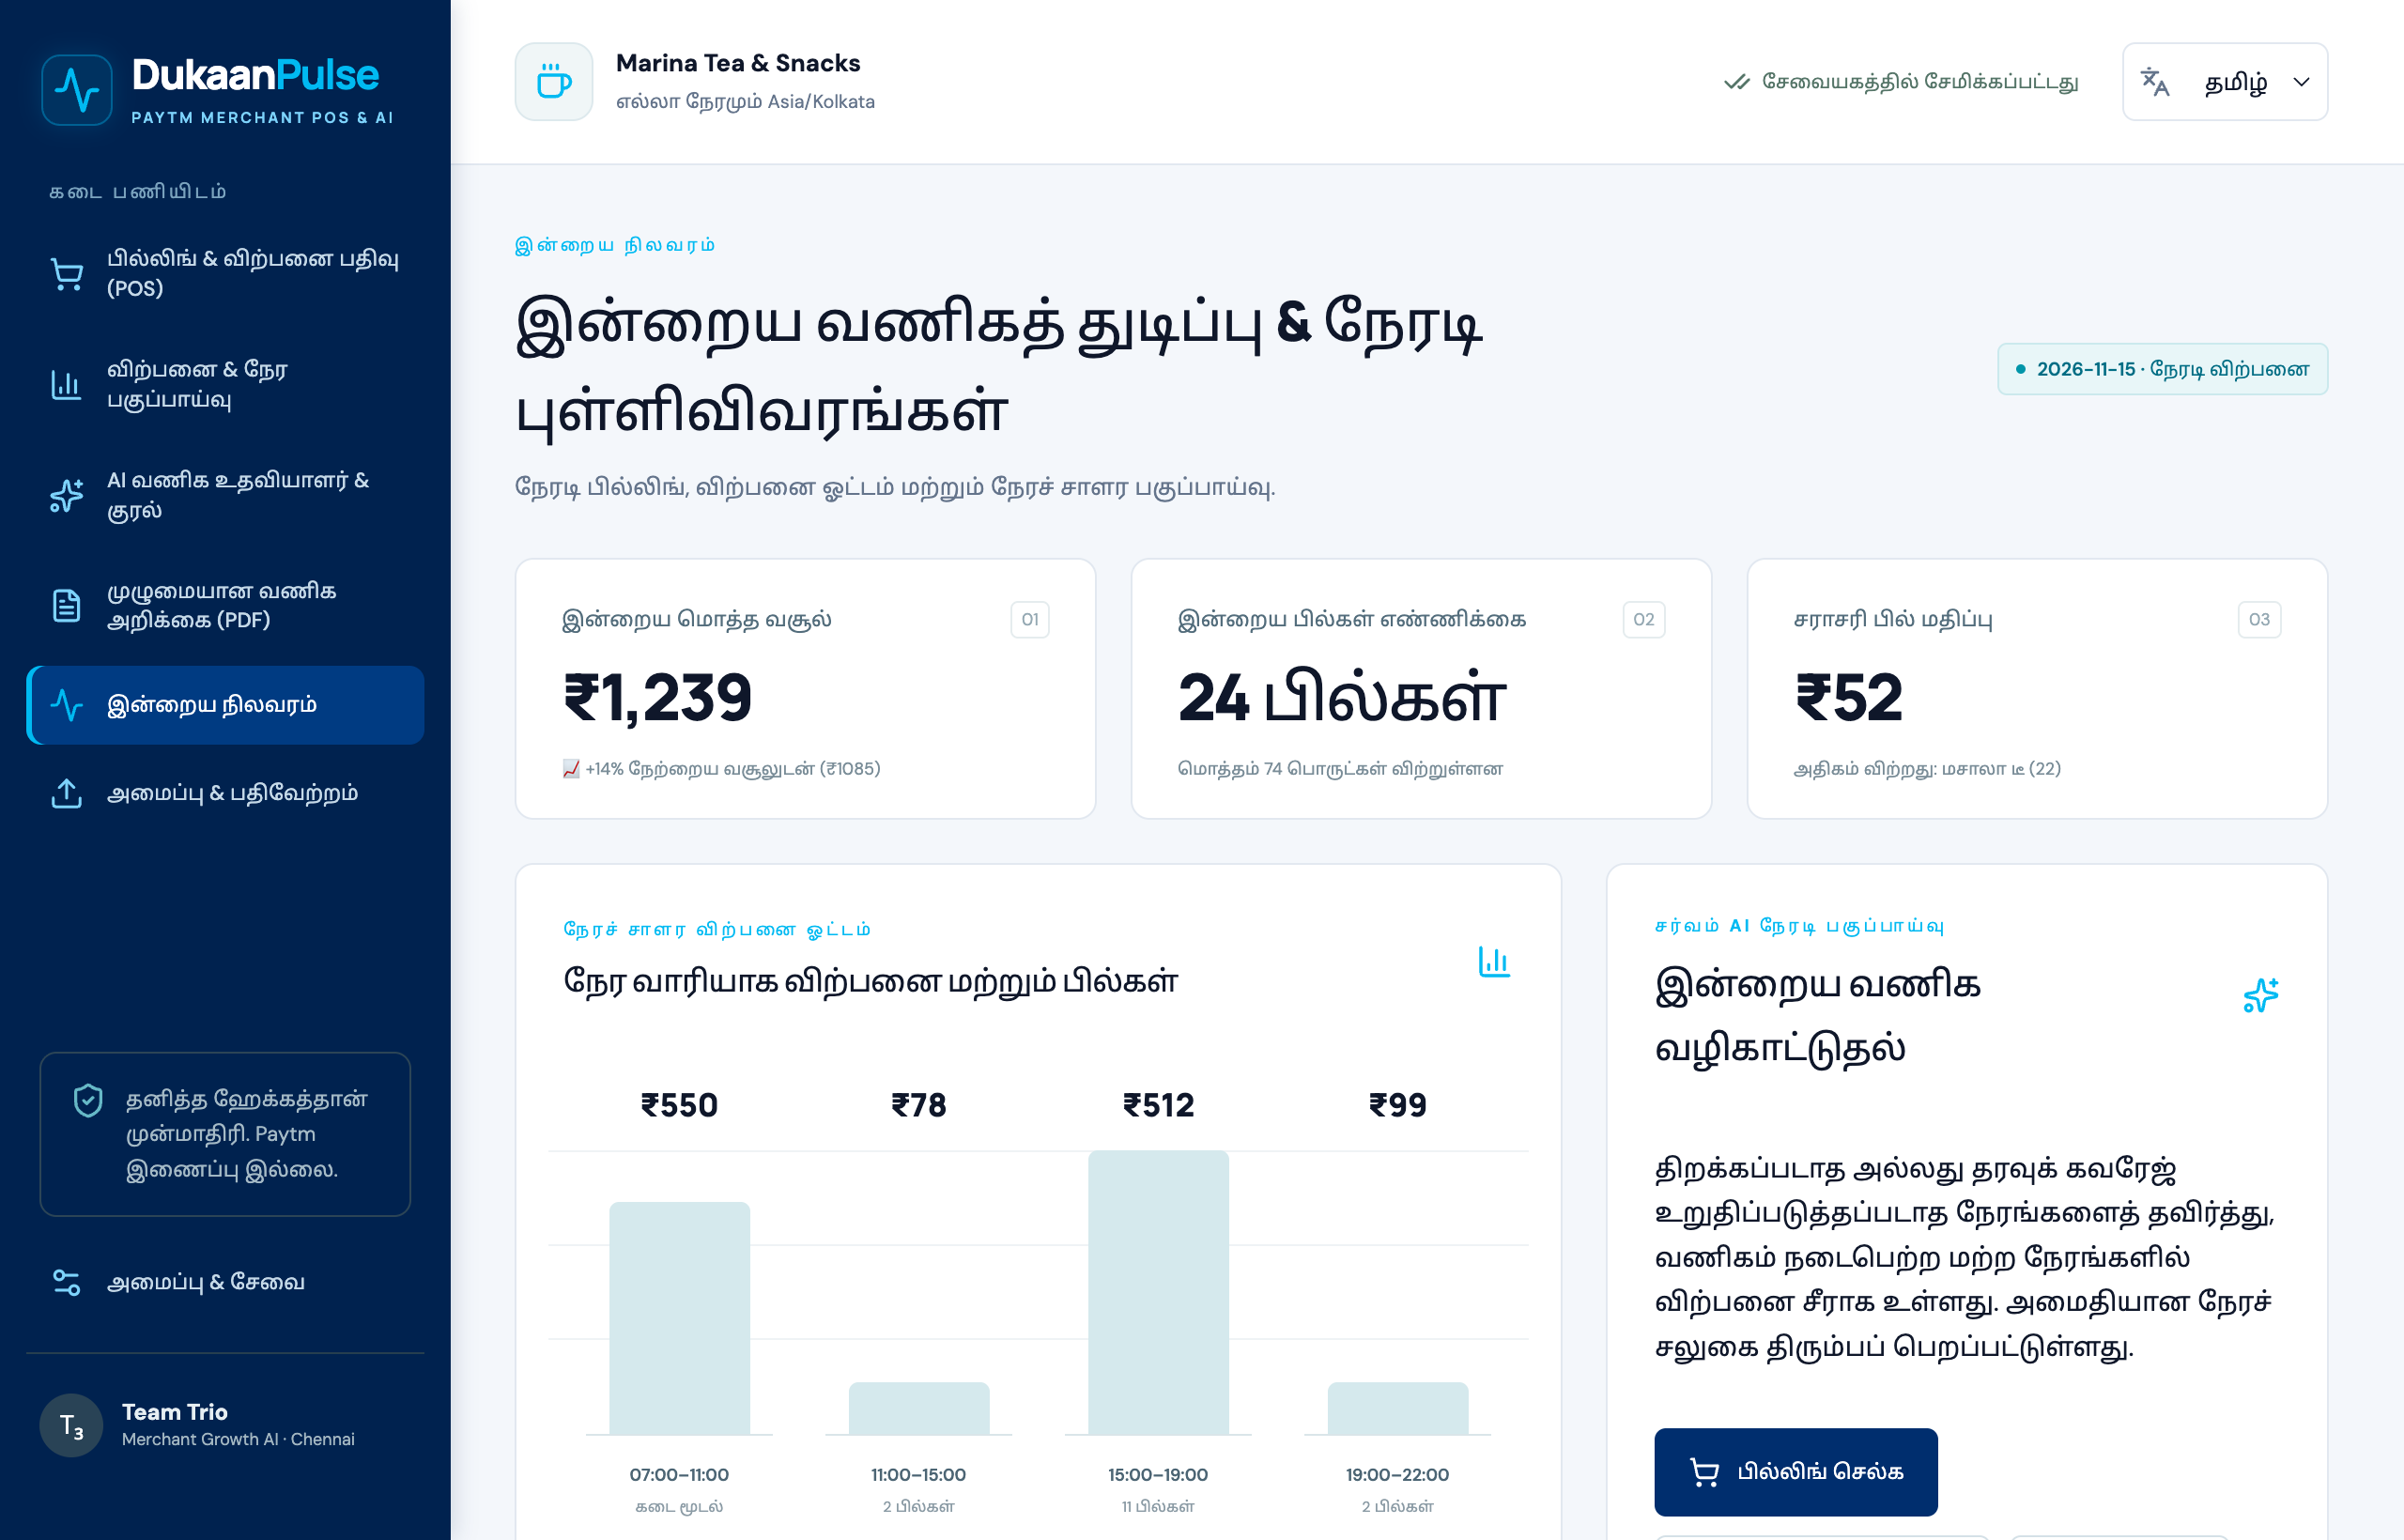 DukaanPulse
PAYTM MERCHANT POS & AI
கடை பணியிடம்
பில்லிங் & விற்பனை பதிவு
(POS)
விற்பனை & நேர
பகுப்பாய்வு
AI வணிக உதவியாளர் &
குரல்
முழுமையான வணிக
அறிக்கை (PDF)
இன்றைய நிலவரம்
அமைப்பு & பதிவேற்றம்
தனித்த ஹேக்கத்தான்
முன்மாதிரி. Paytm
இணைப்பு இல்லை.
அமைப்பு & சேவை
T3
Team Trio
Merchant Growth AI · Chennai
Marina Tea & Snacks
எல்லா நேரமும் Asia/Kolkata
சேவையகத்தில் சேமிக்கப்பட்டது
தமிழ்
இன்றைய நிலவரம்
இன்றைய வணிகத் துடிப்பு & நேரடி
புள்ளிவிவரங்கள்
நேரடி பில்லிங், விற்பனை ஓட்டம் மற்றும் நேரச் சாளர பகுப்பாய்வு.
2026-11-15 · நேரடி விற்பனை
இன்றைய மொத்த வசூல்
01
₹1,239
+14% நேற்றைய வசூலுடன் (₹1085)
இன்றைய பில்கள் எண்ணிக்கை
02
24 பில்கள்
மொத்தம் 74 பொருட்கள் விற்றுள்ளன
சராசரி பில் மதிப்பு
03
₹52
அதிகம் விற்றது: மசாலா டீ (22)
நேரச் சாளர விற்பனை ஓட்டம்
நேர வாரியாக விற்பனை மற்றும் பில்கள்
₹550
₹78
₹512
₹99
07:00–11:00
11:00–15:00
15:00–19:00
19:00–22:00
கடை மூடல்
2 பில்கள்
11 பில்கள்
2 பில்கள்
சர்வம் AI நேரடி பகுப்பாய்வு
இன்றைய வணிக
வழிகாட்டுதல்
திறக்கப்படாத அல்லது தரவுக் கவரேஜ்
உறுதிப்படுத்தப்படாத நேரங்களைத் தவிர்த்து,
வணிகம் நடைபெற்ற மற்ற நேரங்களில்
விற்பனை சீராக உள்ளது. அமைதியான நேரச்
சலுகை திரும்பப் பெறப்பட்டுள்ளது.
பில்லிங் செல்க